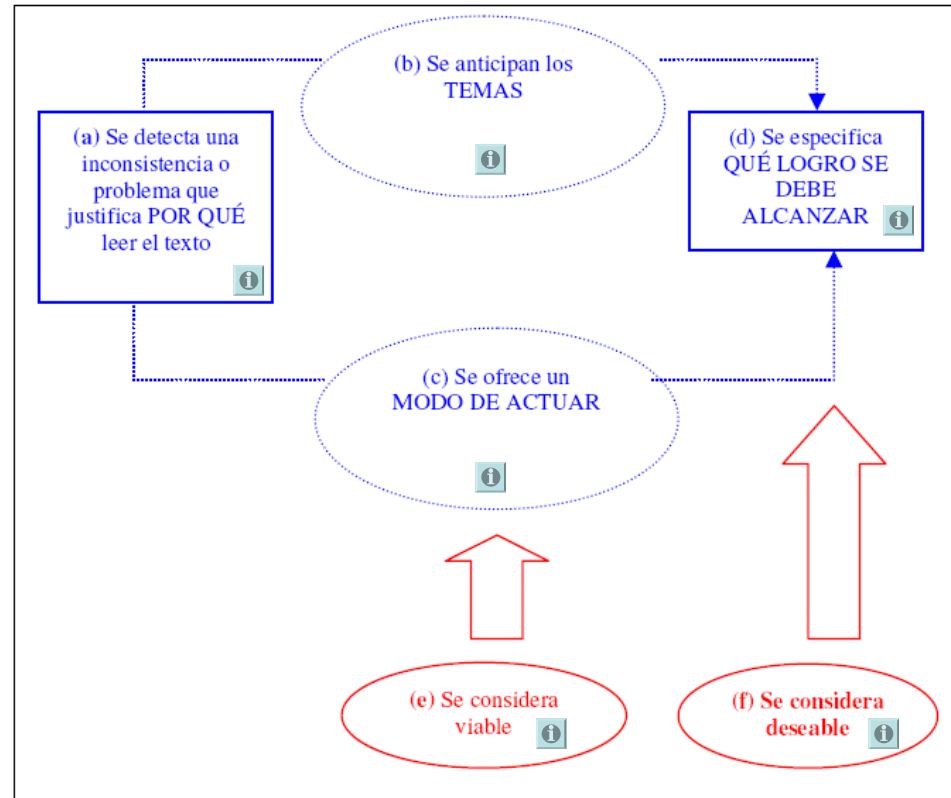 (b) Se anticipan los
TEMAS
(a) Se detecta una
inconsistencia o
problema que
justifica POR QUÉ
leer el texto
(d) Se especifica
QUÉ LOGRO SE
DEBE
ALCANZAR
(c) Se ofrece un
MODO DE ACTUAR
(e) Se considera
viable
(f) Se considera
deseable